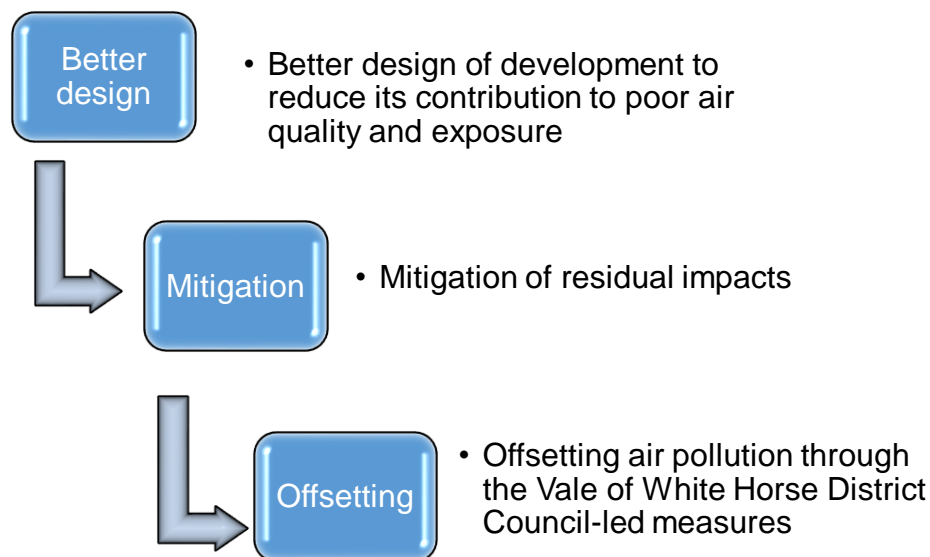 Better
design
• Better design of development to
reduce its contribution to poor air
quality and exposure
Mitigation
• Mitigation of residual impacts
Offsetting
• Offsetting air pollution through
the Vale of White Horse District
Council-led measures